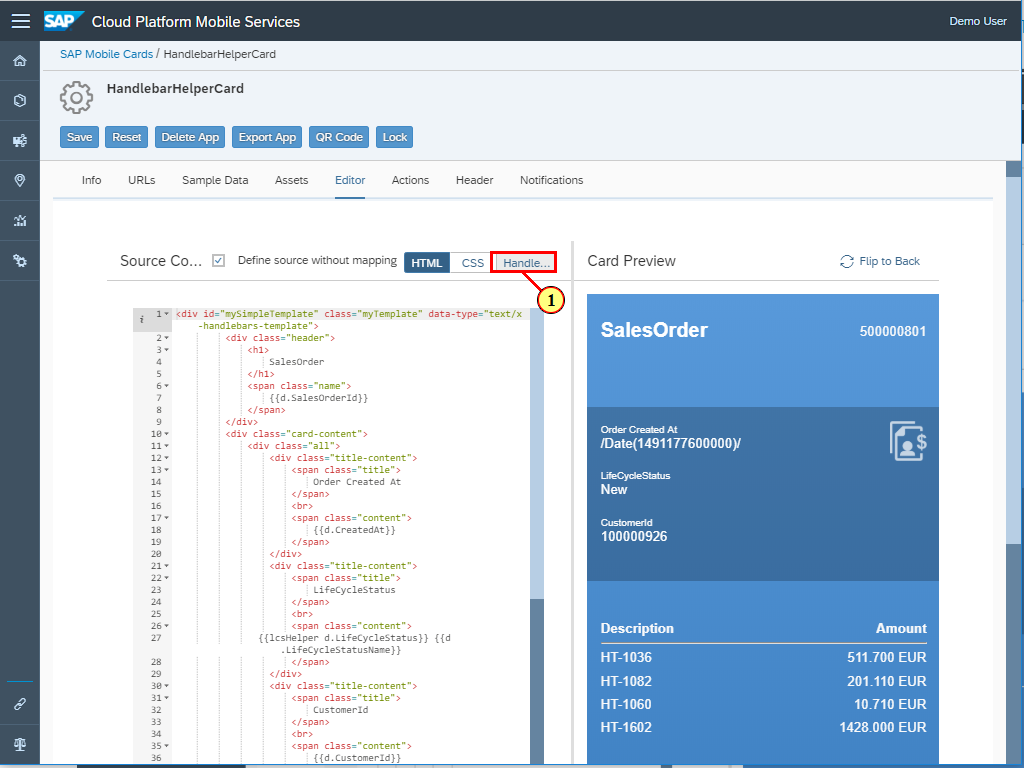 SAP Cloud Platform Mobile Services Demo User
SAP Mobile Cards / HandlebarHelperCard
HandlebarHelperCard
Save Reset Delete App Export App QR Code Lock
Info URLs Sample Data Assets Editor Actions Header Notifications
Source Co... Define source without mapping HTML CSS Handle...
1
i 1 <div id="mySimpleTemplate" class="myTemplate" data-type="text/x
-handlebars-template">
2 <div class="header">
3 <h1>
4 SalesOrder
5 </h1>
6 <span class="name">
7 {{d.SalesOrderId}}
8 </span>
9 </div>
10 <div class="card-content">
11 <div class="all">
12 <div class="title-content">
13 <span class="title">
14 Order Created At
15 </span>
16 <br>
17 <span class="content">
18 {{d.CreatedAt}}
19 </span>
20 </div>
21 <div class="title-content">
22 <span class="title">
23 LifeCycleStatus
24 </span>
25 <br>
26 <span class="content">
27 {{lcsHelper d.LifeCycleStatus}} {{d
.LifeCycleStatusName}}
28 </span>
29 </div>
30 <div class="title-content">
31 <span class="title">
32 CustomerId
33 </span>
34 <br>
35 <span class="content">
36 {{d.CustomerId}}
Card Preview Flip to Back
SalesOrder 500000801
Order Created At
/Date(1491177600000)/
LifeCycleStatus
New
CustomerId
100000926
Description Amount
HT-1036 511.700 EUR
HT-1082 201.110 EUR
HT-1060 10.710 EUR
HT-1602 1428.000 EUR